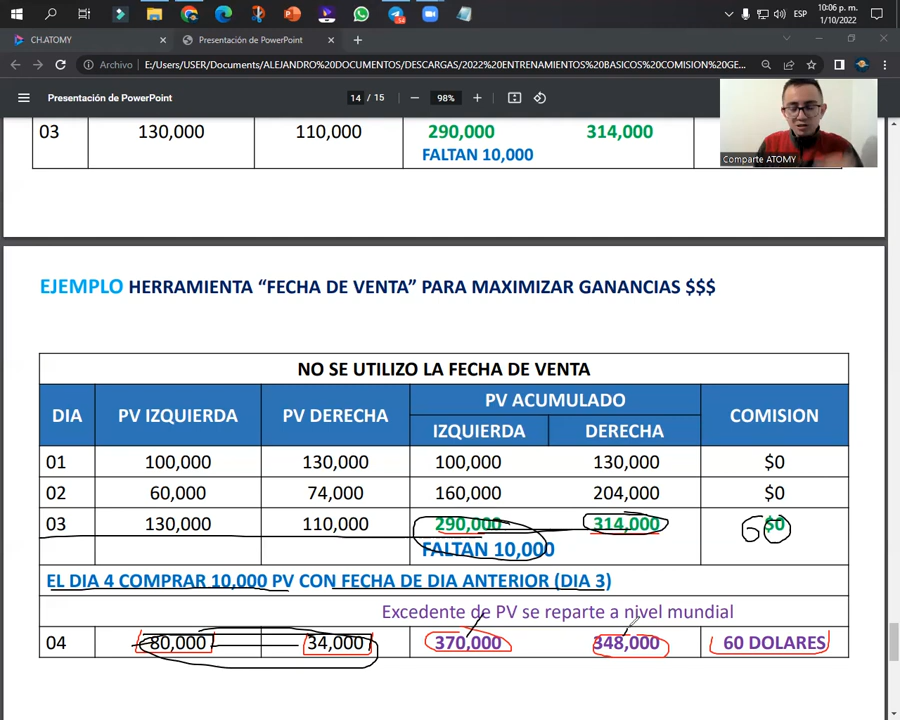 ESP
10:06 p. m.
1/10/2022
CH.ATOMY
Presentación de PowerPoint
Archivo
E:/Users/USER/Documents/ALEJANDRO%20DOCUMENTOS/DESCARGAS/2022%20ENTRENAMIENTOS%20BASICOS%20COMISION%20GE...
Presentación de PowerPoint
14 / 15
98%
Comparte ATOMY
03 130,000 110,000 290,000 314,000
FALTAN 10,000
EJEMPLO HERRAMIENTA “FECHA DE VENTA” PARA MAXIMIZAR GANANCIAS $$$
NO SE UTILIZO LA FECHA DE VENTA
DIA PV IZQUIERDA PV DERECHA PV ACUMULADO COMISION
IZQUIERDA DERECHA
01 100,000 130,000 100,000 130,000 $0
02 60,000 74,000 160,000 204,000 $0
03 130,000 110,000 290,000 314,000 6 $0
FALTAN 10,000
EL DIA 4 COMPRAR 10,000 PV CON FECHA DE DIA ANTERIOR (DIA 3)
Excedente de PV se reparte a nivel mundial
04 80,000 34,000 370,000 348,000 60 DOLARES